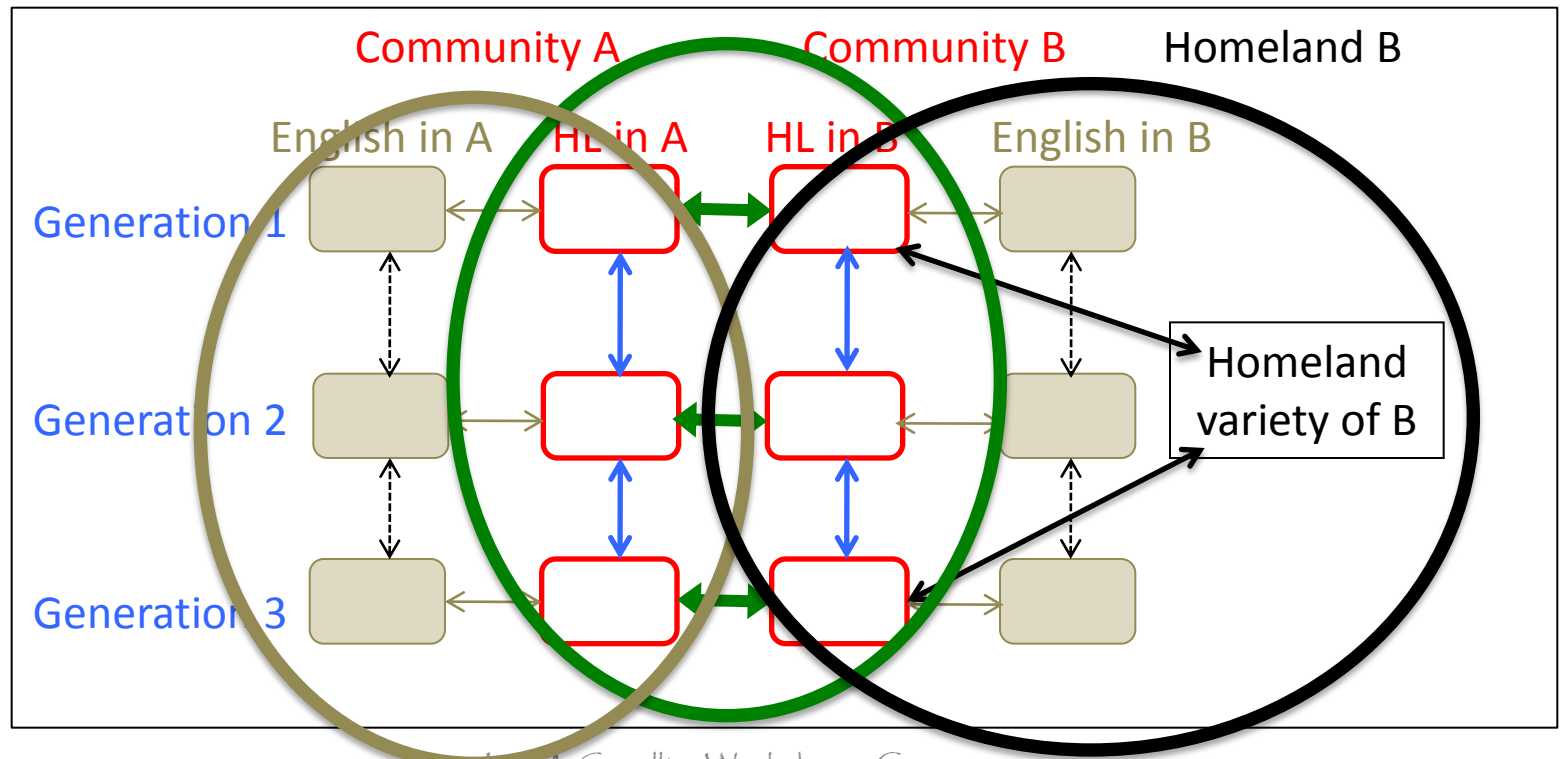 Community A Community B Homeland B
English in A HL in A HL in B English in B
Generation 1
Homeland
variety of B
Generation 2
Generation 3